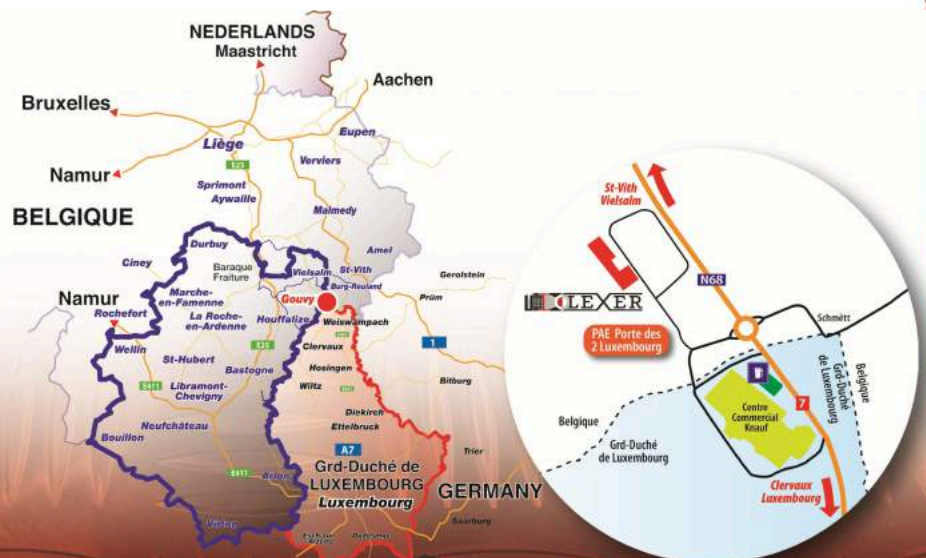 NEDERLANDS
Maastricht
Aachen
Bruxelles
Eupen
Liège
Verviers
E25
Namur
Sprimont
Aywaille
Malmedy
BELGIQUE
Durbuy
Amel
Ciney
Baraque
Fraiture
Vielsalm
St-Vith
Gerolstein
Burg-Reuland
Namur
Rochefort
Marche-
en-Famenne
Gouvy
Prüm
La Roche-
en-Ardenne
Houffalize
Weiswampach
Wellin
E25
Clervaux
1
St-Hubert
Hosingen
Bastogne
Wiltz
Bitburg
E411
Libramont-
Chevigny
Diekirch
Neufchâteau
Ettelbruck
Bouillon
A7
Trier
Grd-Duché de
LUXEMBOURG
Luxembourg
GERMANY
E411
Arlon
Virton
Saarburg
St-Vith
Vielsalm
N68
LEXER
PAE Porte des
2 Luxembourg
Schmëtt
Belgique
Grd-Duché
de Luxembourg
Centre
Commercial
Knauf
7
Belgique
Grd-Duché
de Luxembourg
Clervaux
Luxembourg